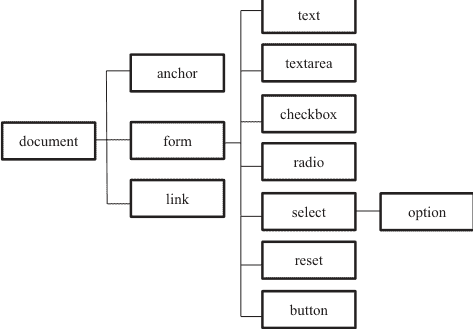 document
anchor
form
link
text
textarea
checkbox
radio
select
reset
button
option